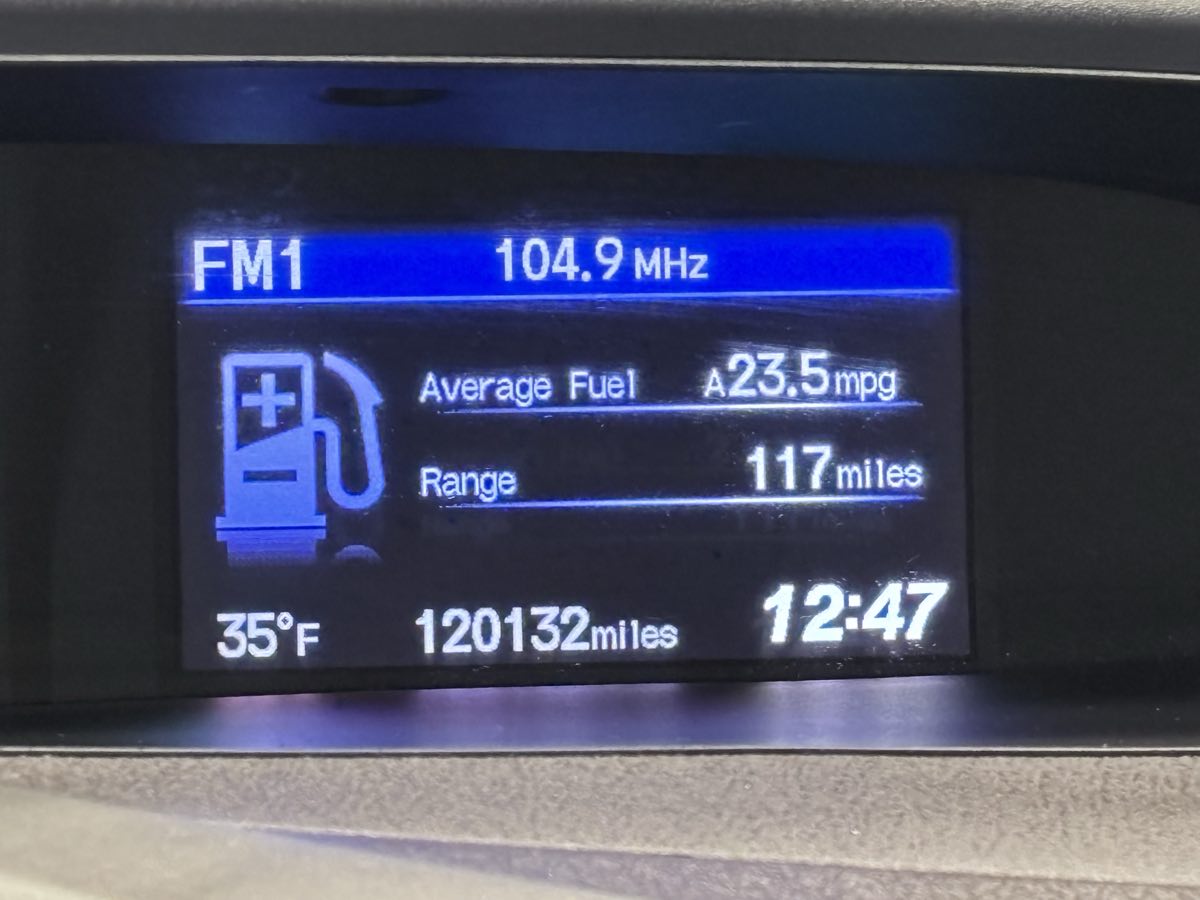 FM1 104.9 MHz
Average Fuel A23.5mpg
Range 117miles
35°F 120132miles 12:47